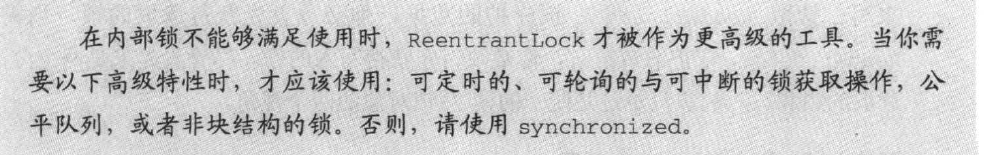 在内部锁不能够满足使用时，ReentrantLock 才被作为更高级的工具。当你需
要以下高级特性时，才应该使用：可定时的、可轮询的与可中断的锁获取操作，公
平队列，或者非块结构的锁。否则，请使用 synchronized。